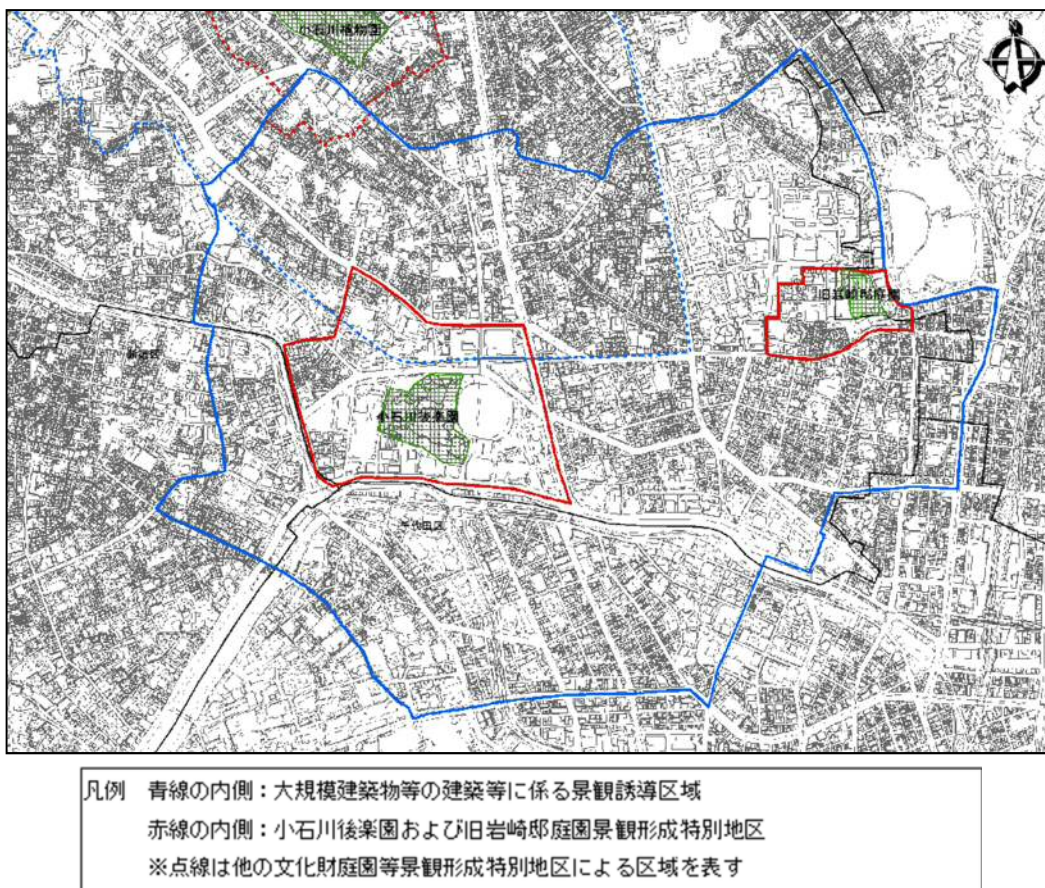 小石川植物園
旧岩崎邸庭園
新宿区
小石川後楽園
千代田区
凡例 青線の内側：大規模建築物等の建築等に係る景観誘導区域
赤線の内側：小石川後楽園および旧岩崎邸庭園景観形成特別地区
※点線は他の文化財庭園等景観形成特別地区による区域を表す